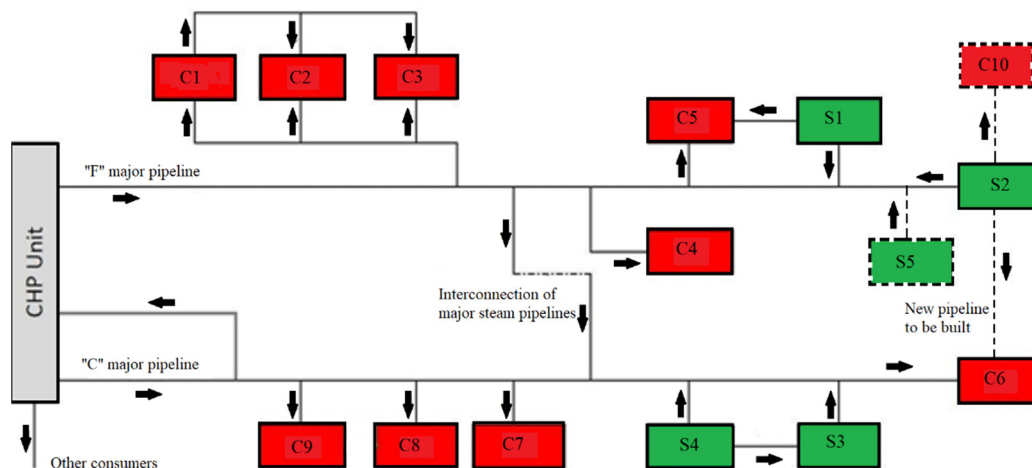 C10
C1
C2
C3
C5
S1
"F" major pipeline
S2
C4
S5
CHP Unit
Interconnection of
major steam pipelines
New pipeline
to be built
"C" major pipeline
C6
C9
C8
C7
S4
S3
Other consumers